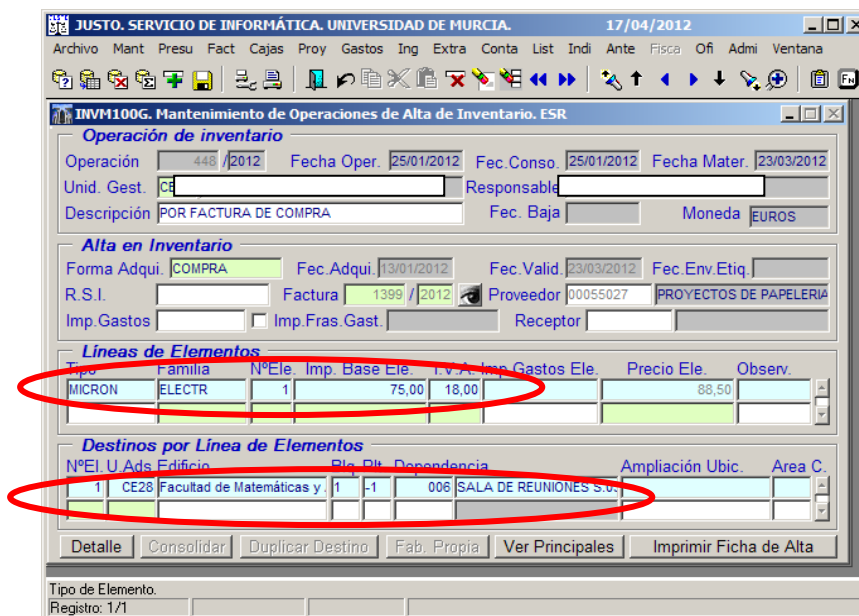 JUSTO. SERVICIO DE INFORMÁTICA. UNIVERSIDAD DE MURCIA. 17/04/2012
Archivo Mant Presu Fact Cajas Proy Gastos Ing Extra Conta List Indi Ante Fisca Ofi Admi Ventana
INVM100G. Mantenimiento de Operaciones de Alta de Inventario. ESR
Operación de inventario
Operación 448 /2012 Fecha Oper. 25/01/2012 Fec.Conso. 25/01/2012 Fecha Mater. 23/03/2012
Unid. Gest. CE Responsable
Descripción POR FACTURA DE COMPRA Fec. Baja Moneda EUROS
Alta en Inventario
Forma Adqui. COMPRA Fec.Adqui. 13/01/2012 Fec.Valid. 23/03/2012 Fec.Env.Etiq.
R.S.I. Factura 1399 / 2012 Proveedor 00055027 PROYECTOS DE PAPELERIA
Imp.Gastos Imp.Fras.Gast. Receptor
Líneas de Elementos
Tipo Familia NºEle. Imp. Base Ele. I.V.A. Imp.Gastos Ele. Precio Ele. Observ.
MICRON ELECTR 1 75,00 18,00 88,50
Destinos por Línea de Elementos
NºEl. U.Ads. Edificio Blq. Plt. Dependencia Ampliación Ubic. Area C.
1 CE28 Facultad de Matemáticas y 1 -1 006 SALA DE REUNIONES S.0
Detalle Consolidar Duplicar Destino Fab. Propia Ver Principales Imprimir Ficha de Alta
Tipo de Elemento.
Registro: 1/1